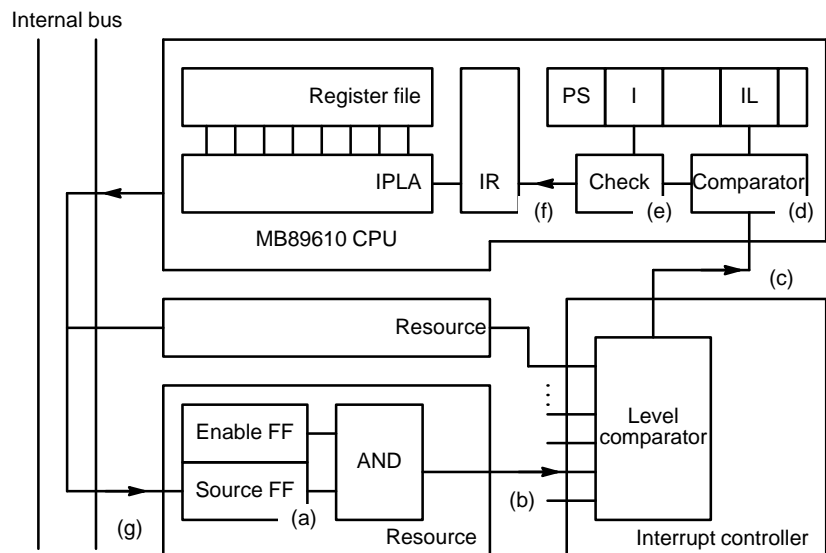 Internal bus
Register file
PS I IL
IPLA
IR
Check
Comparator
(f)
(e)
(d)
MB89610 CPU
(c)
Resource
Level
comparator
Enable FF
AND
Source FF
(a)
(b)
(g)
Resource
Interrupt controller